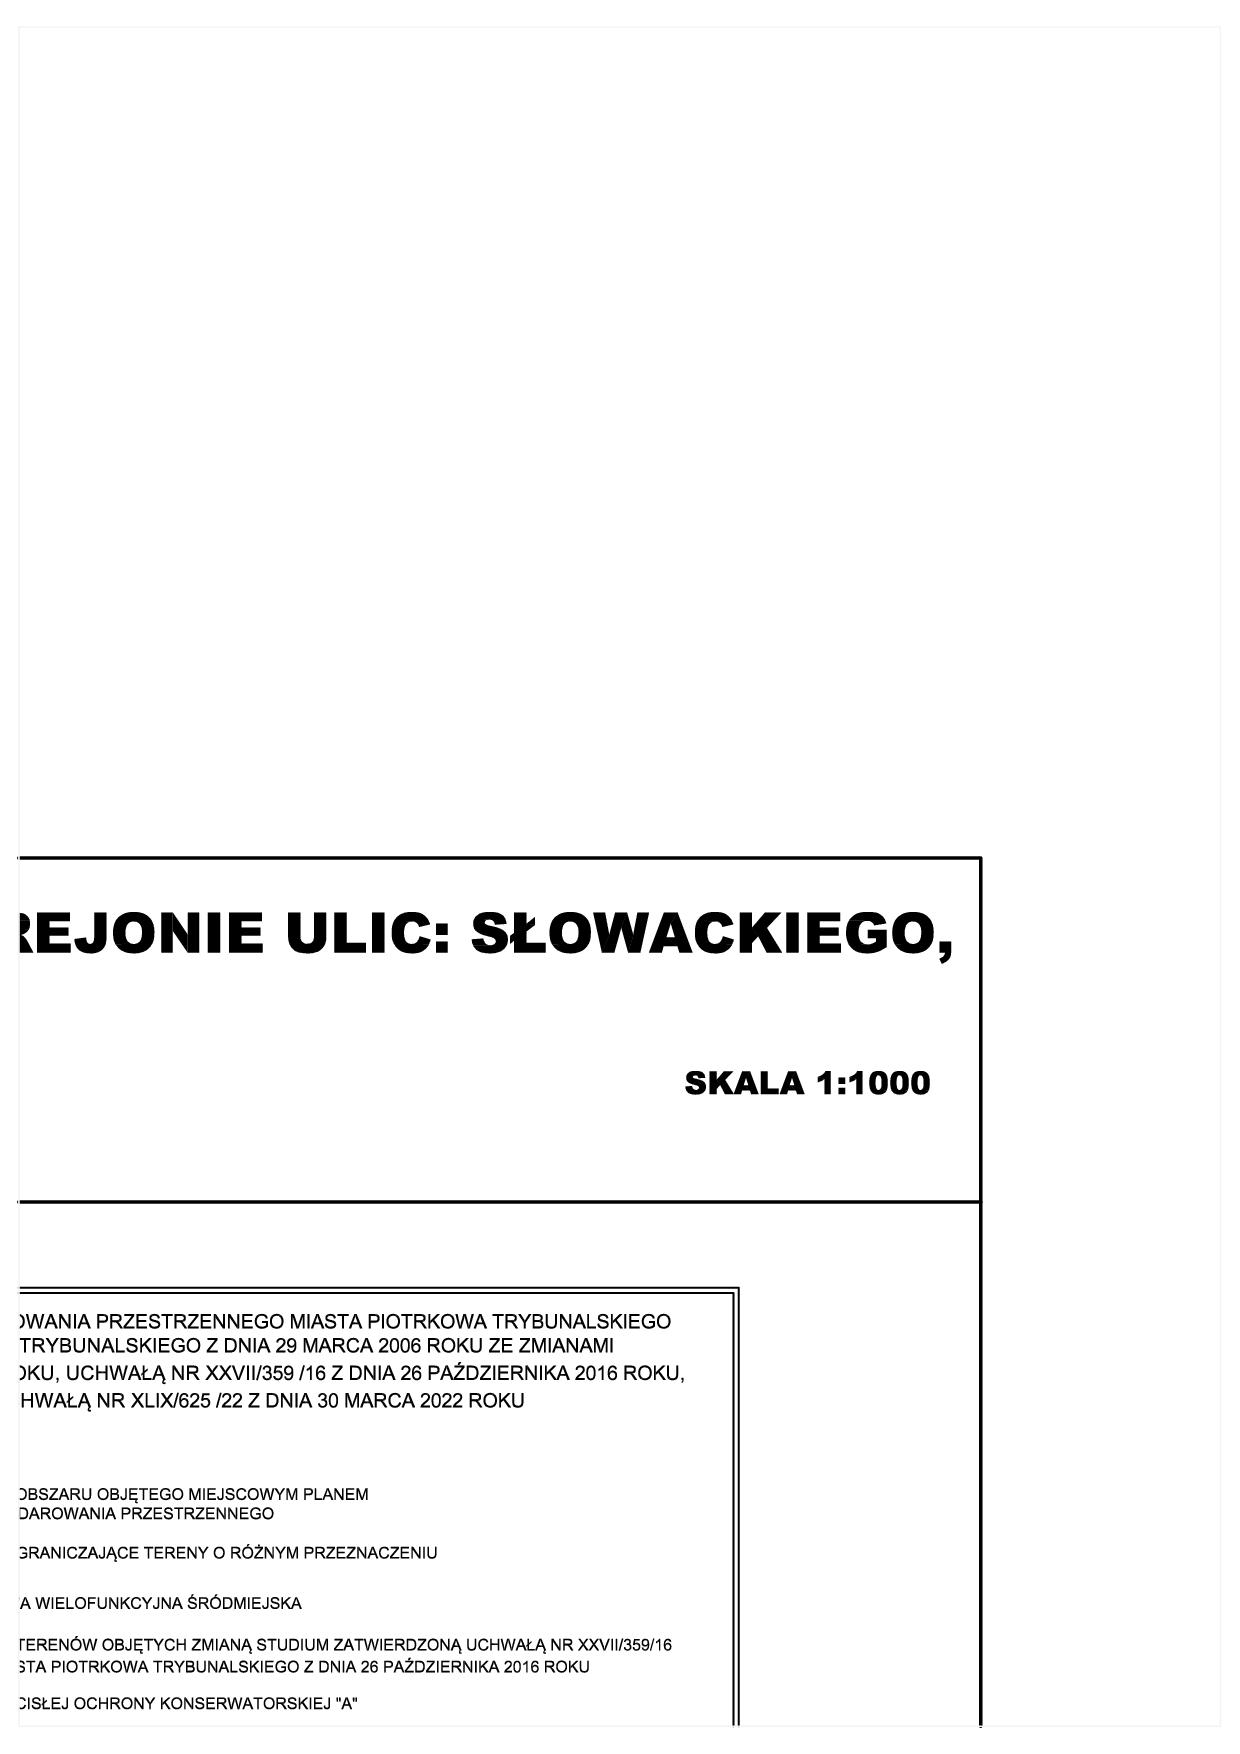 REJONIE ULIC: SŁOWACKIEGO,
SKALA 1:1000
OWANIA PRZESTRZENNEGO MIASTA PIOTRKOWA TRYBUNALSKIEGO
TRYBUNALSKIEGO Z DNIA 29 MARCA 2006 ROKU ZE ZMIANAMI
OKU, UCHWAŁĄ NR XXVII/359 /16 Z DNIA 26 PAŹDZIERNIKA 2016 ROKU,
HWAŁĄ NR XLIX/625 /22 Z DNIA 30 MARCA 2022 ROKU
OBSZARU OBJĘTEGO MIEJSCOWYM PLANEM
DAROWANIA PRZESTRZENNEGO
GRANICZAJĄCE TERENY O RÓŻNYM PRZEZNACZENIU
A WIELOFUNKCYJNA ŚRÓDMIEJSKA
TERENÓW OBJĘTYCH ZMIANĄ STUDIUM ZATWIERDZONĄ UCHWAŁĄ NR XXVII/359/16
STA PIOTRKOWA TRYBUNALSKIEGO Z DNIA 26 PAŹDZIERNIKA 2016 ROKU
CISŁEJ OCHRONY KONSERWATORSKIEJ "A"